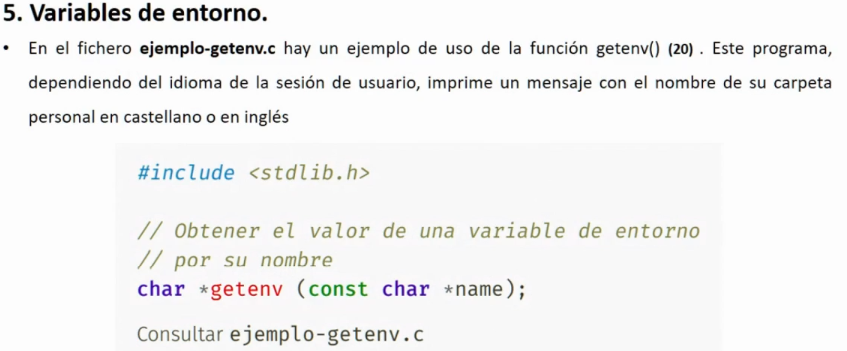 5. Variables de entorno.
• En el fichero ejemplo-getenv.c hay un ejemplo de uso de la función getenv() (20) . Este programa,
dependiendo del idioma de la sesión de usuario, imprime un mensaje con el nombre de su carpeta
personal en castellano o en inglés
#include <stdlib.h>
// Obtener el valor de una variable de entorno
// por su nombre
char *getenv (const char *name);
Consultar ejemplo-getenv.c